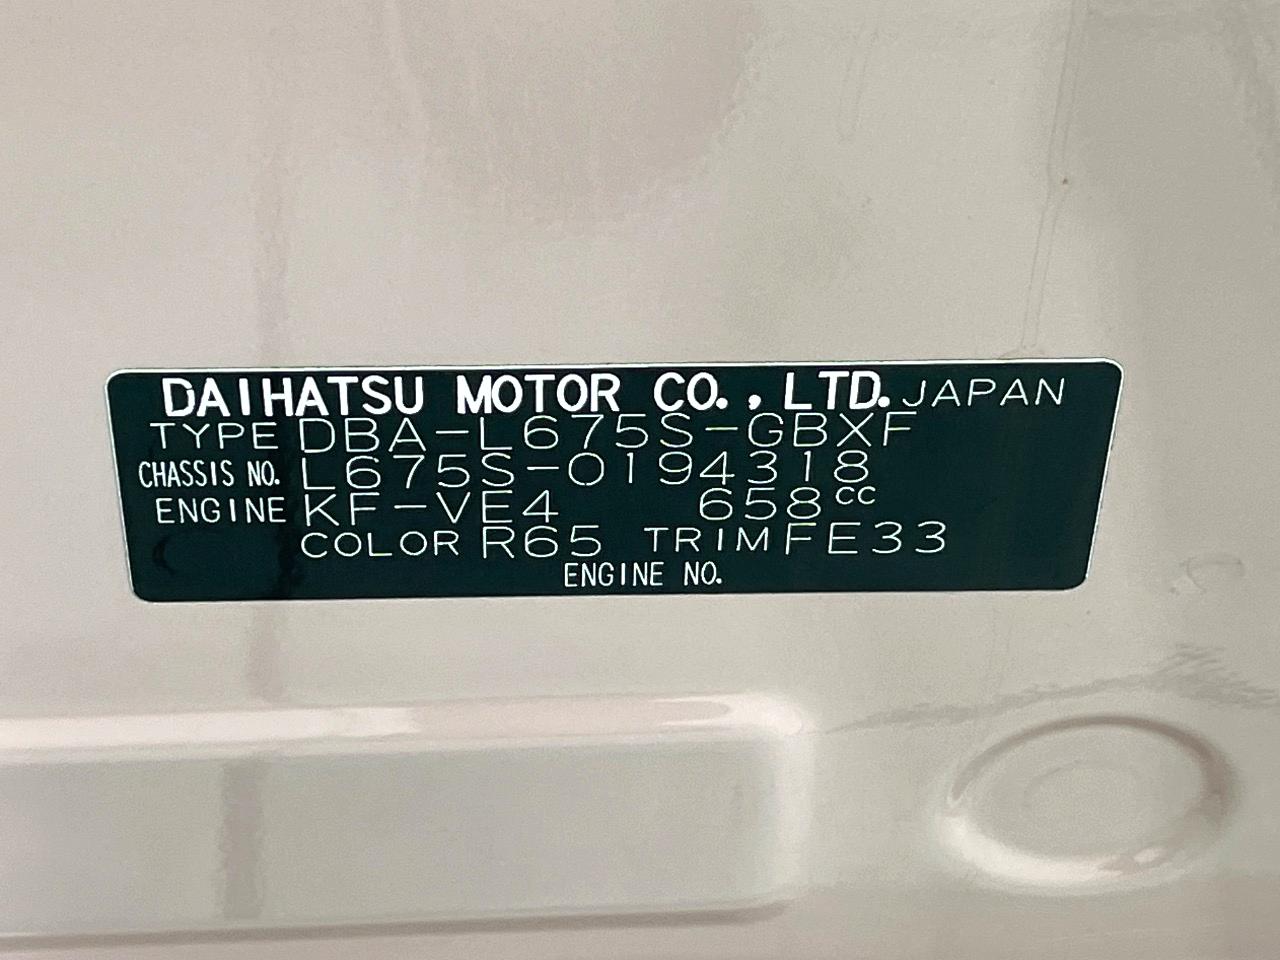 DAIHATSU MOTOR CO., LTD. JAPAN
TYPE DBA-L675S-GBXF
CHASSIS NO. L675S-0194318
ENGINE KF-VE4 658cc
COLOR R65 TRIM FE33
ENGINE NO.